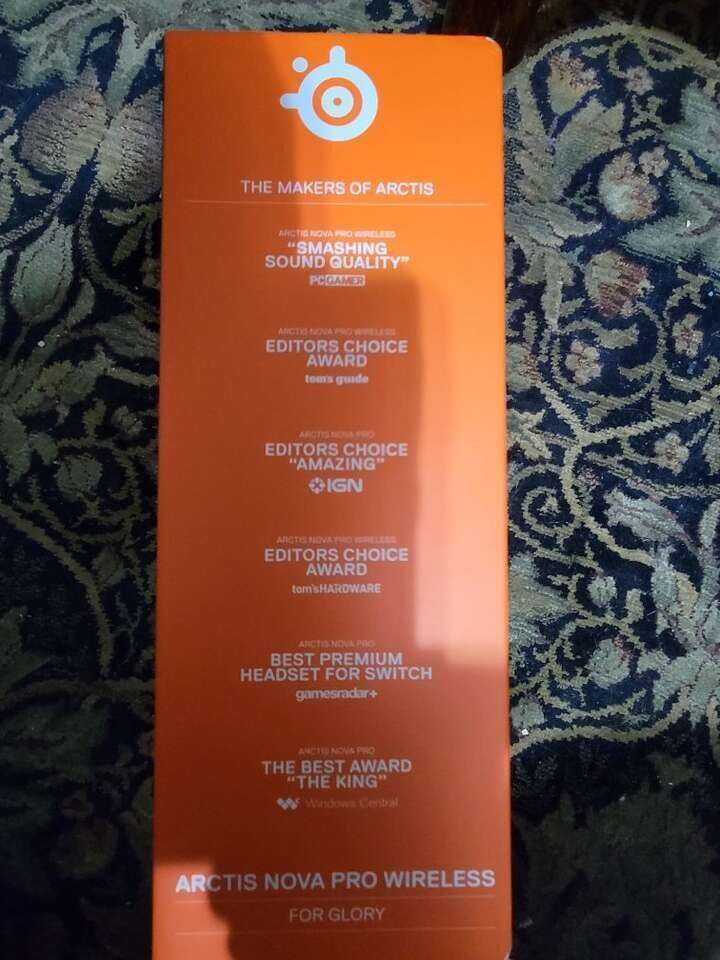 THE MAKERS OF ARCTIS
ARCTIS NOVA PRO WIRELESS
“SMASHING
SOUND QUALITY”
PC GAMER
ARCTIS NOVA PRO WIRELESS
EDITORS CHOICE
AWARD
tom's guide
ARCTIS NOVA PRO
EDITORS CHOICE
“AMAZING”
IGN
ARCTIS NOVA PRO WIRELESS
EDITORS CHOICE
AWARD
tom'sHARDWARE
ARCTIS NOVA PRO
BEST PREMIUM
HEADSET FOR SWITCH
gamesradar+
ARCTIS NOVA PRO
THE BEST AWARD
“THE KING”
Windows Central
ARCTIS NOVA PRO WIRELESS
FOR GLORY